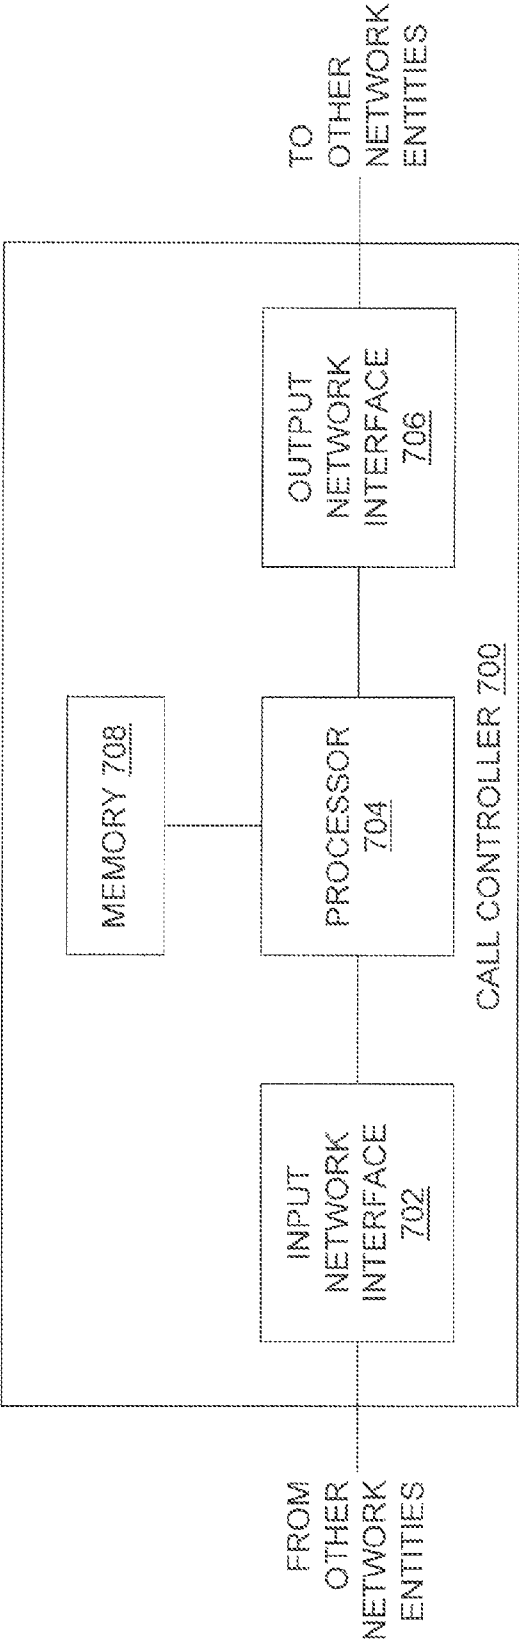 MEMORY 708
FROM
OTHER
NETWORK
ENTITIES
INPUT
NETWORK
INTERFACE
702
PROCESSOR
704
OUTPUT
NETWORK
INTERFACE
706
TO
OTHER
NETWORK
ENTITIES
CALL CONTROLLER 700